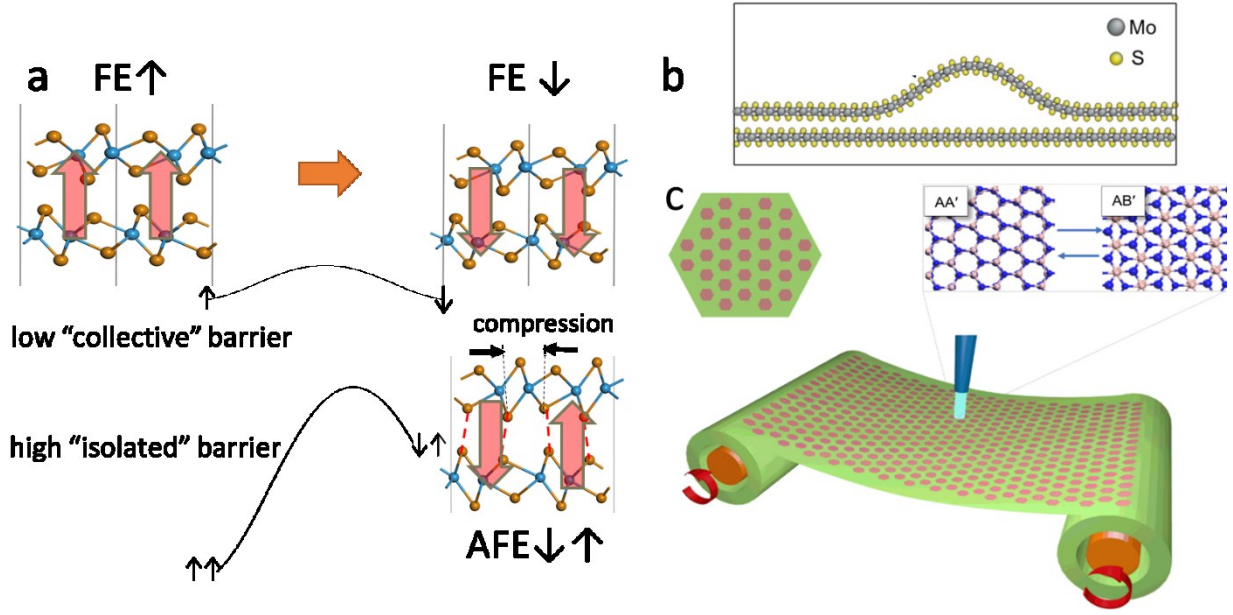 a
FE↑
FE ↓
↑
↓
low “collective” barrier
compression
high “isolated” barrier
↓↑
↑↑
AFE↓↑
b
Mo
S
c
AA′
AB′